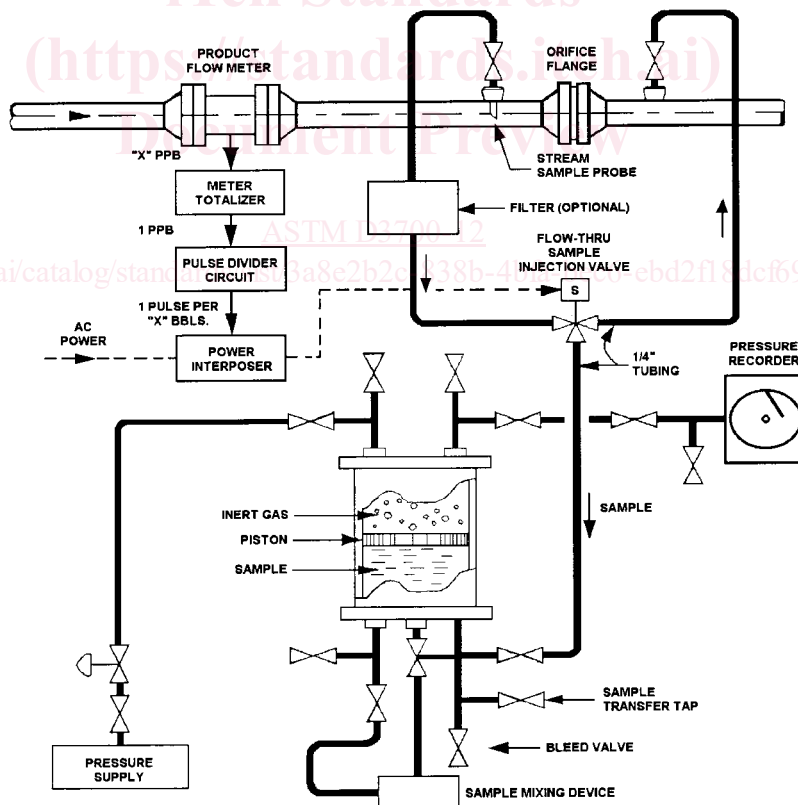 iTeh Standards
(https://standards.iteh.ai)
Document Preview
PRODUCT
FLOW METER
ORIFICE
FLANGE
"X" PPB
STREAM
SAMPLE PROBE
METER
TOTALIZER
FILTER (OPTIONAL)
1 PPB
ASTM D3700-12
FLOW-THRU
SAMPLE
INJECTION VALVE
PULSE DIVIDER
CIRCUIT
S
1 PULSE PER
"X" BBLS.
AC
POWER
POWER
INTERPOSER
1/4"
TUBING
PRESSURE
RECORDER
INERT GAS
PISTON
SAMPLE
SAMPLE
SAMPLE
TRANSFER TAP
BLEED VALVE
PRESSURE
SUPPLY
SAMPLE MIXING DEVICE